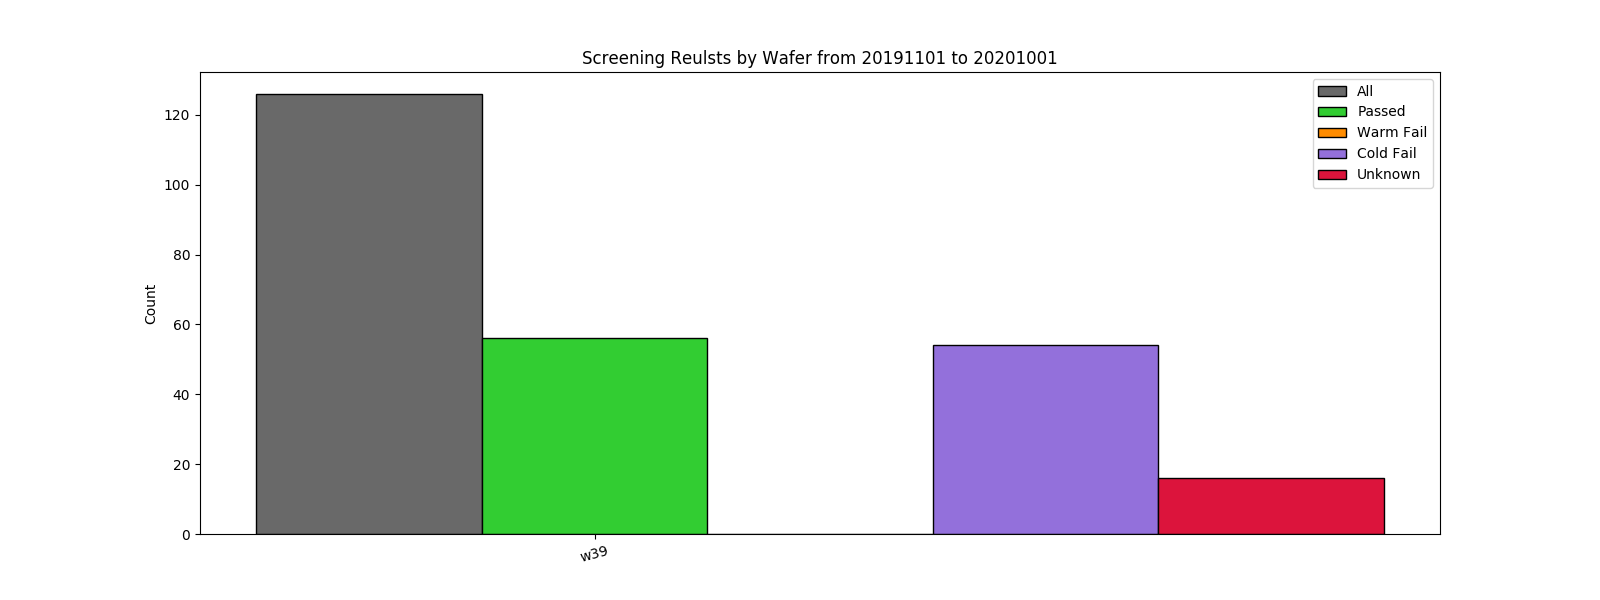 Screening Reulsts by Wafer from 20191101 to 20201001
All
Passed
Warm Fail
Cold Fail
Unknown
120
100
80
60
40
20
0
Count
w39